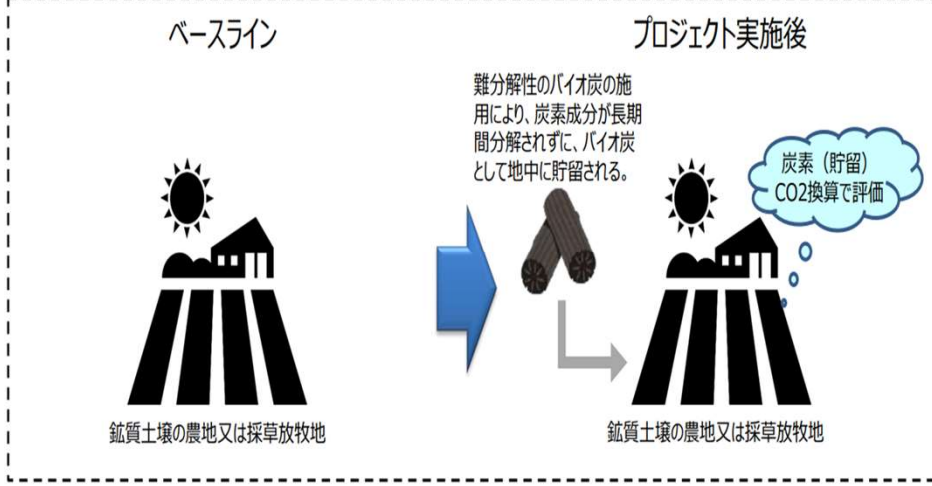 ベースライン
プロジェクト実施後
難分解性のバイオ炭の施
用により、炭素成分が長期
間分解されずに、バイオ炭
として地中に貯留される。
炭素（貯留）
CO2換算で評価
鉱質土壌の農地又は採草放牧地
鉱質土壌の農地又は採草放牧地